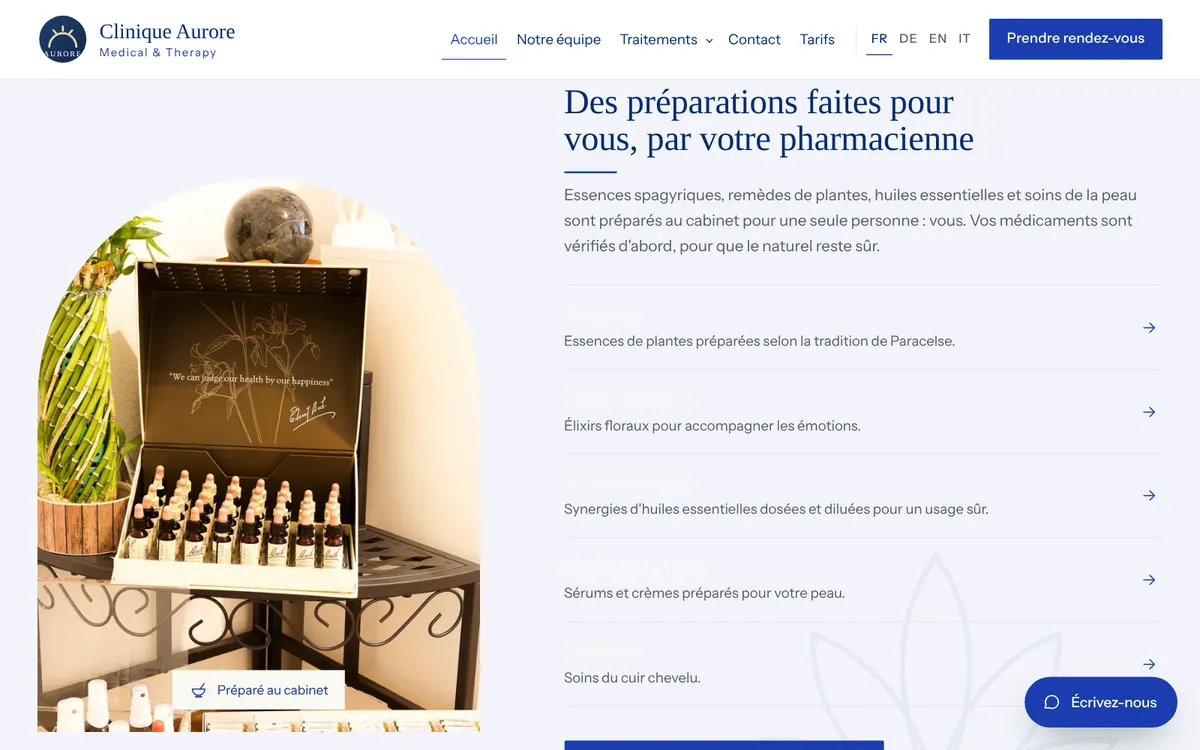 AURORE
Clinique Aurore
Medical & Therapy
Accueil
Notre équipe
Traitements
Contact
Tarifs
FR
DE
EN
IT
Prendre rendez-vous
Des préparations faites pour
vous, par votre pharmacienne
Essences spagyriques, remèdes de plantes, huiles essentielles et soins de la peau
sont préparés au cabinet pour une seule personne : vous. Vos médicaments sont
vérifiés d'abord, pour que le naturel reste sûr.
"We can judge our health by our happiness"
Essences de plantes préparées selon la tradition de Paracelse.
Élixirs floraux pour accompagner les émotions.
Synergies d'huiles essentielles dosées et diluées pour un usage sûr.
Sérums et crèmes préparés pour votre peau.
Soins du cuir chevelu.
Préparé au cabinet
Écrivez-nous